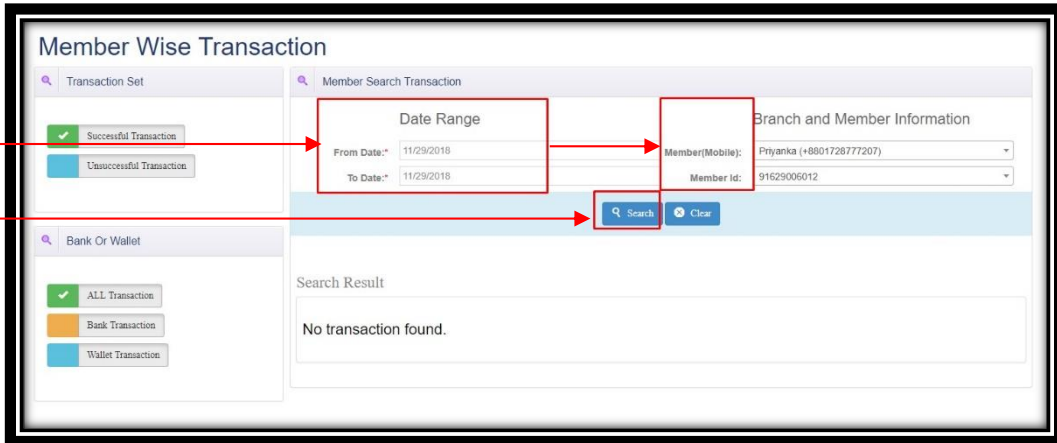 Member Wise Transaction
Transaction Set
Successful Transaction
Unsuccessful Transaction
Bank Or Wallet
ALL Transaction
Bank Transaction
Wallet Transaction
Member Search Transaction
Date Range
From Date:* 11/29/2018
To Date:* 11/29/2018
Branch and Member Information
Member(Mobile): Priyanka (+8801728777207)
Member Id: 91629006012
Search Clear
Search Result
No transaction found.